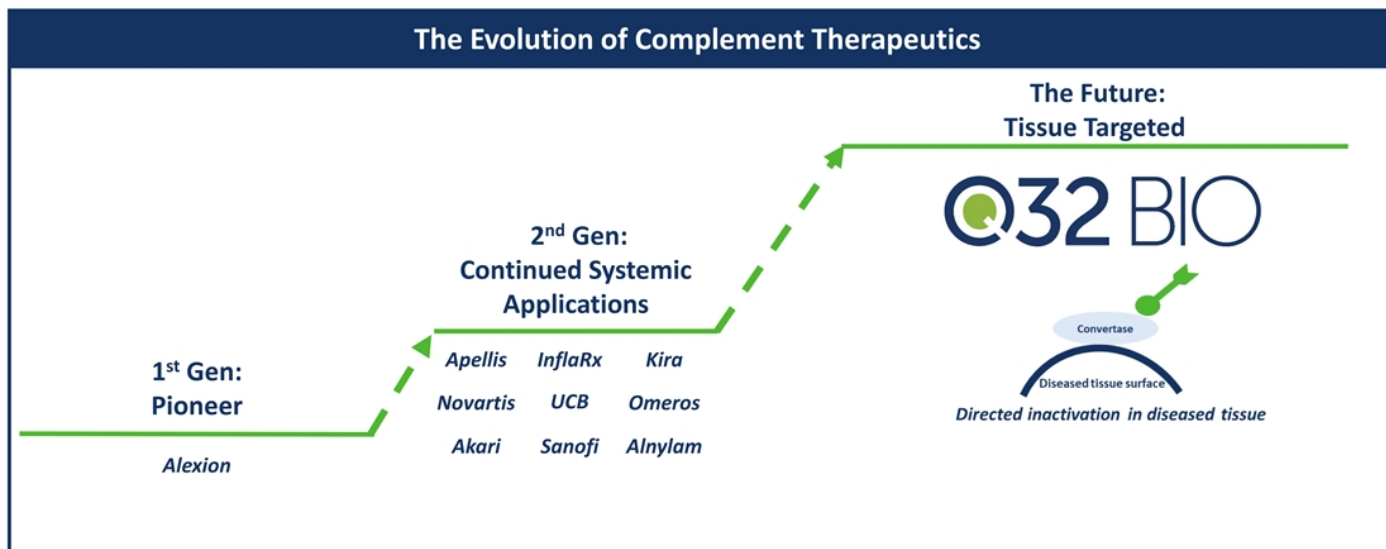 The Evolution of Complement Therapeutics
1st Gen:
Pioneer
Alexion
2nd Gen:
Continued Systemic
Applications
Apellis InflaRx Kira
Novartis UCB Omeros
Akari Sanofi Alnylam
The Future:
Tissue Targeted
Q32 BIO
Convertase
Diseased tissue surface
Directed inactivation in diseased tissue